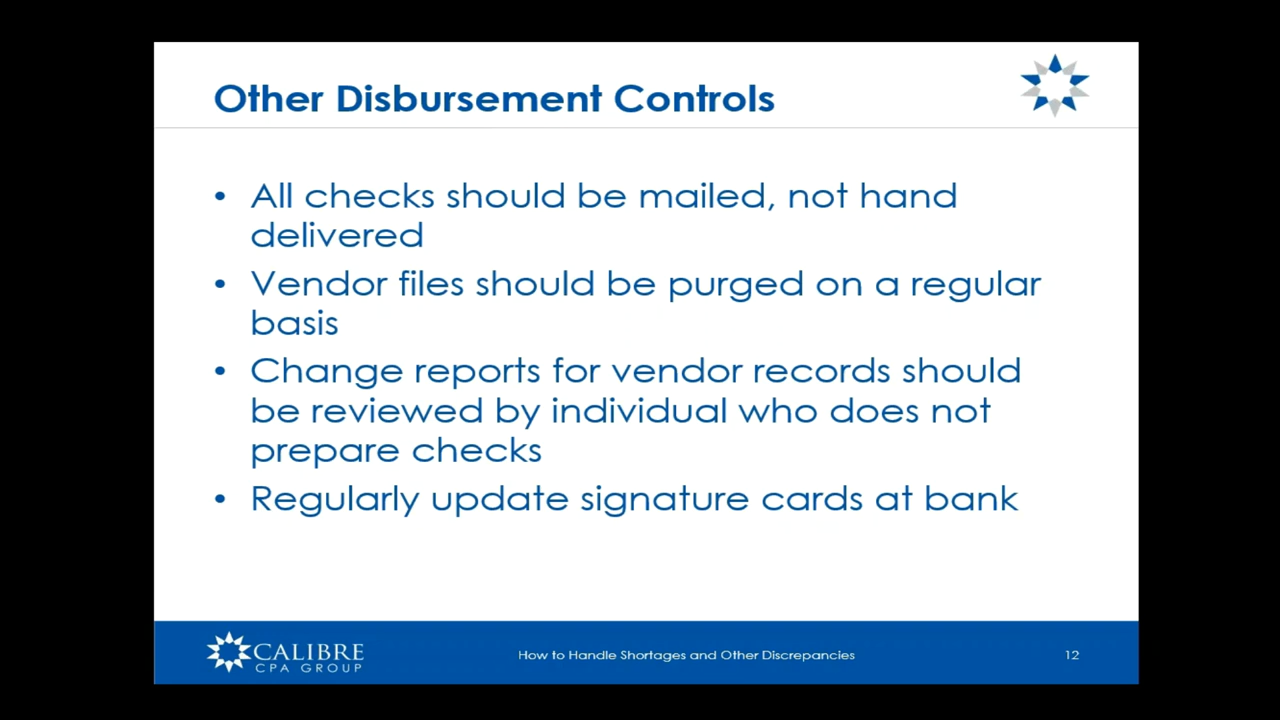 Other Disbursement Controls
• All checks should be mailed, not hand
delivered
• Vendor files should be purged on a regular
basis
• Change reports for vendor records should
be reviewed by individual who does not
prepare checks
• Regularly update signature cards at bank
CALIBRE
CPA GROUP
How to Handle Shortages and Other Discrepancies
12